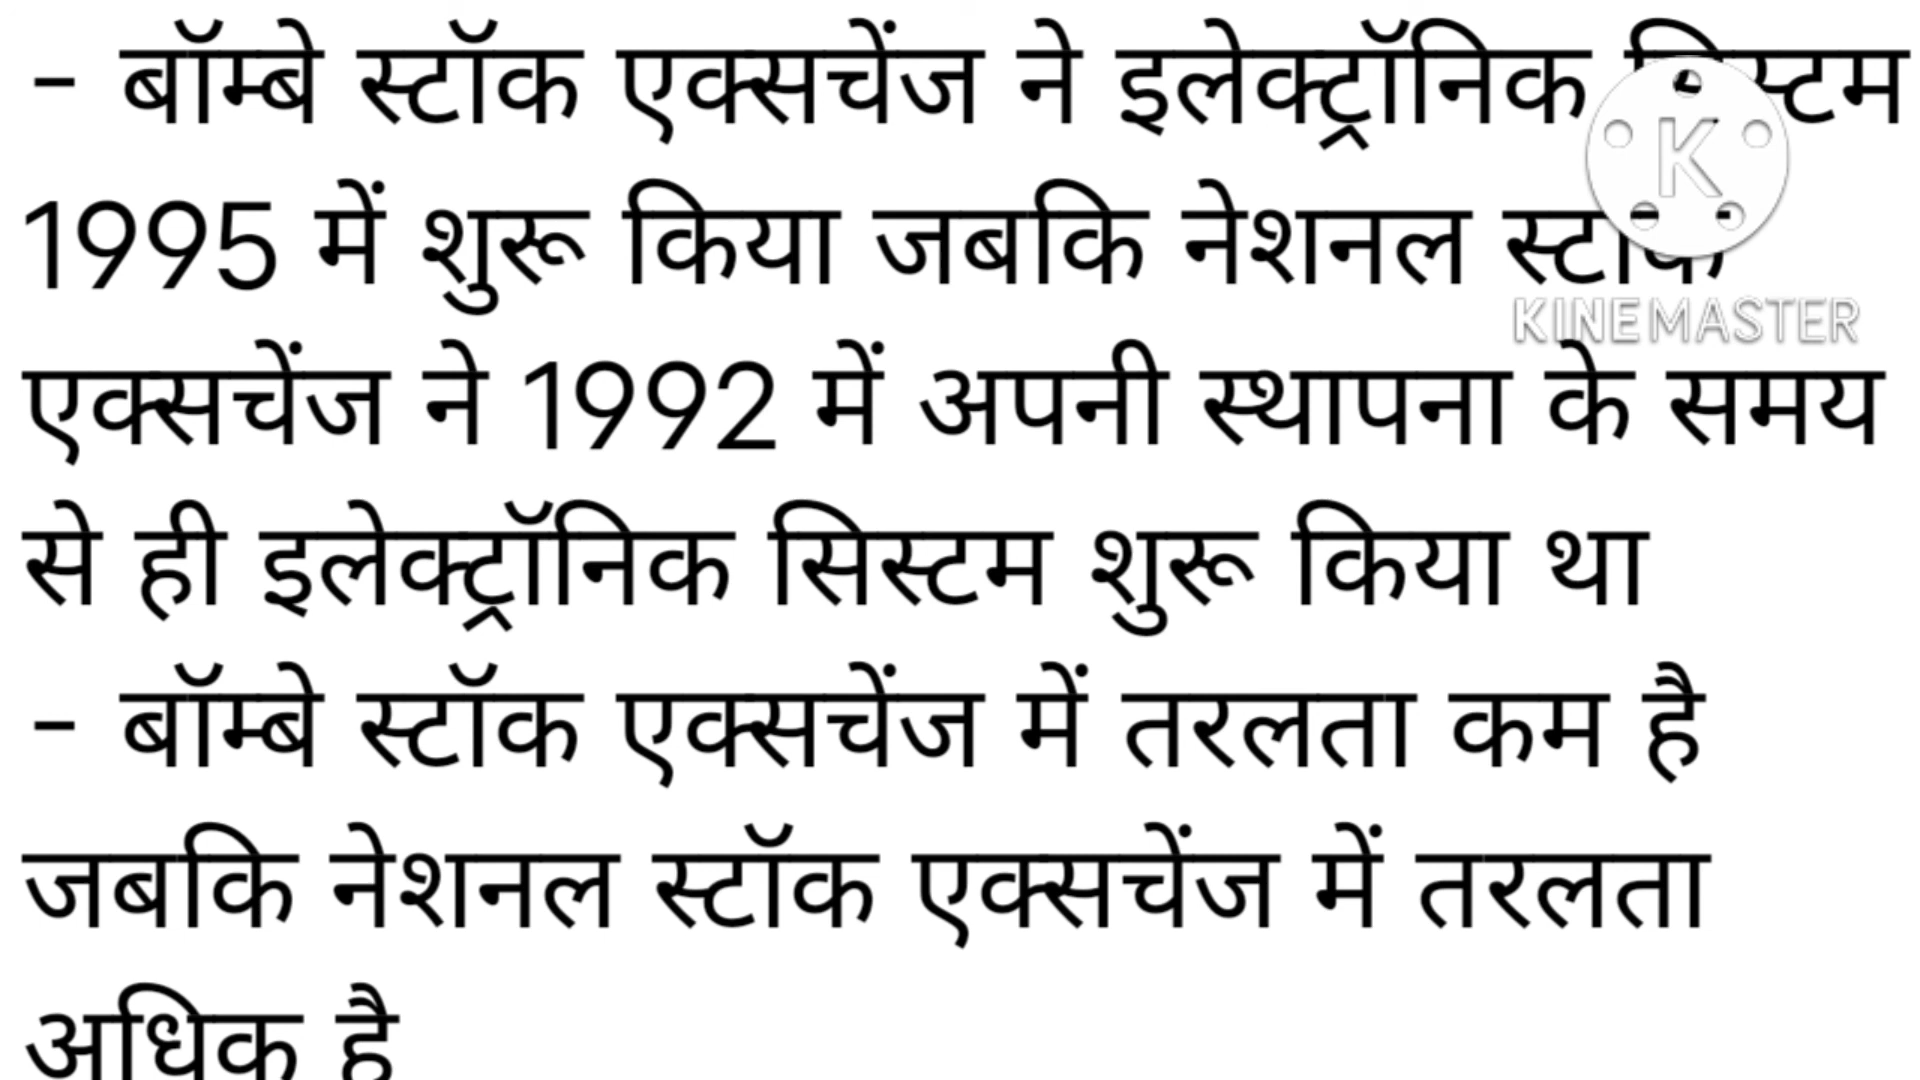 - बॉम्बे स्टॉक एक्सचेंज ने इलेक्ट्रॉनिक सिस्टम
1995 में शुरू किया जबकि नेशनल स्टॉक
K
KINEMASTER
एक्सचेंज ने 1992 में अपनी स्थापना के समय
से ही इलेक्ट्रॉनिक सिस्टम शुरू किया था
- बॉम्बे स्टॉक एक्सचेंज में तरलता कम है
जबकि नेशनल स्टॉक एक्सचेंज में तरलता
अधिक है